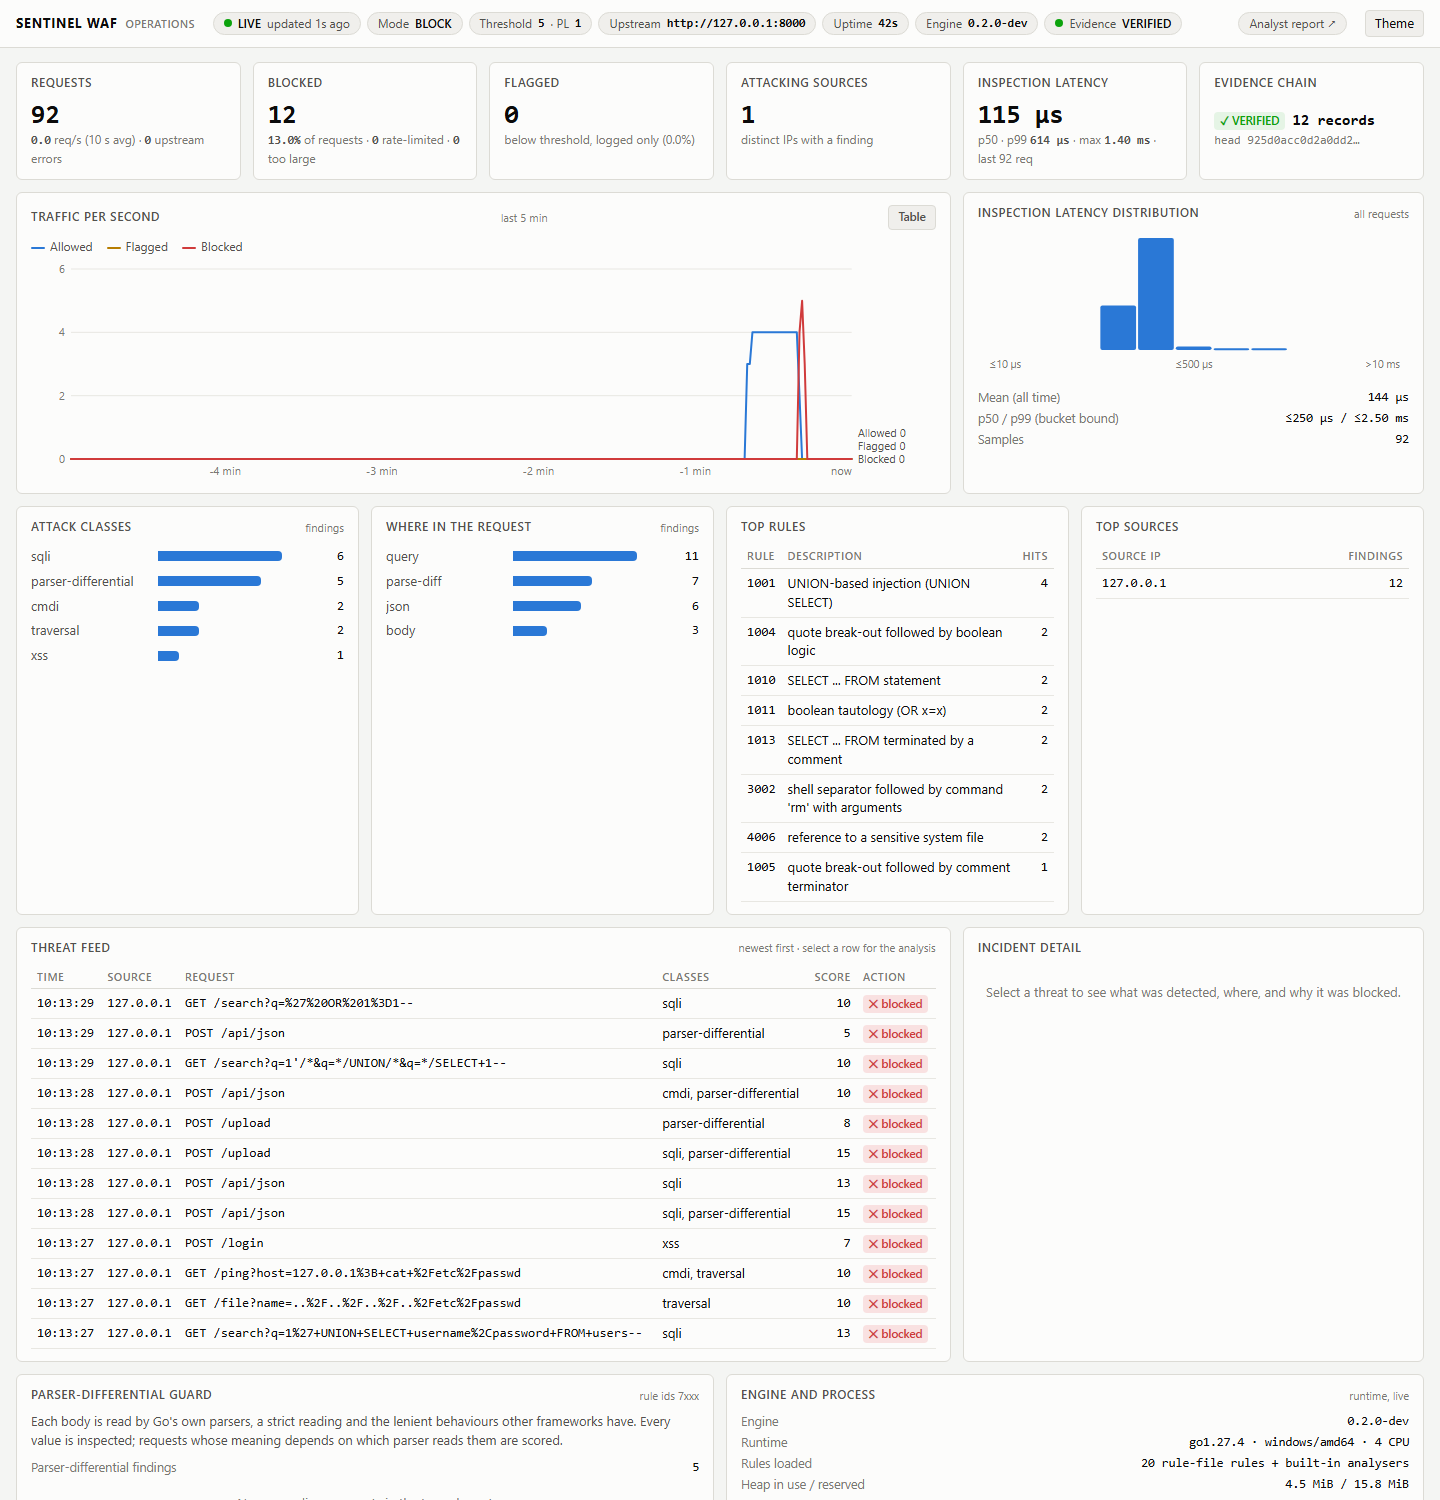 SENTINEL WAF OPERATIONS
LIVE updated 1s ago
Mode BLOCK
Threshold 5 · PL 1
Upstream http://127.0.0.1:8000
Uptime 42s
Engine 0.2.0-dev
Evidence VERIFIED
Analyst report ↗
Theme
REQUESTS
92
0.0 req/s (10 s avg) · 0 upstream
errors
BLOCKED
12
13.0% of requests · 0 rate-limited · 0
too large
FLAGGED
0
below threshold, logged only (0.0%)
ATTACKING SOURCES
1
distinct IPs with a finding
INSPECTION LATENCY
115 µs
p50 · p99 614 µs · max 1.40 ms ·
last 92 req
EVIDENCE CHAIN
✓ VERIFIED 12 records
head 925d0acc0d2a0dd2…
TRAFFIC PER SECOND
last 5 min
Table
Allowed
Flagged
Blocked
6
4
2
0
Allowed 0
Flagged 0
Blocked 0
-4 min
-3 min
-2 min
-1 min
now
INSPECTION LATENCY DISTRIBUTION
all requests
≤10 µs
≤500 µs
>10 ms
Mean (all time) 144 µs
p50 / p99 (bucket bound) ≤250 µs / ≤2.50 ms
Samples 92
ATTACK CLASSES
findings
sqli 6
parser-differential 5
cmdi 2
traversal 2
xss 1
WHERE IN THE REQUEST
findings
query 11
parse-diff 7
json 6
body 3
TOP RULES
RULE DESCRIPTION HITS
1001 UNION-based injection (UNION 4
SELECT)
1004 quote break-out followed by boolean 2
logic
1010 SELECT ... FROM statement 2
1011 boolean tautology (OR x=x) 2
1013 SELECT ... FROM terminated by a 2
comment
3002 shell separator followed by command 2
'rm' with arguments
4006 reference to a sensitive system file 2
1005 quote break-out followed by comment 1
terminator
TOP SOURCES
SOURCE IP FINDINGS
127.0.0.1 12
THREAT FEED
newest first · select a row for the analysis
TIME SOURCE REQUEST CLASSES SCORE ACTION
10:13:29 127.0.0.1 GET /search?q=%27%20OR%201%3D1-- sqli 10 ✕ blocked
10:13:29 127.0.0.1 POST /api/json parser-differential 5 ✕ blocked
10:13:29 127.0.0.1 GET /search?q=1'/*&q=*/UNION/*&q=*/SELECT+1-- sqli 10 ✕ blocked
10:13:28 127.0.0.1 POST /api/json cmdi, parser-differential 10 ✕ blocked
10:13:28 127.0.0.1 POST /upload parser-differential 8 ✕ blocked
10:13:28 127.0.0.1 POST /upload sqli, parser-differential 15 ✕ blocked
10:13:28 127.0.0.1 POST /api/json sqli 13 ✕ blocked
10:13:28 127.0.0.1 POST /api/json sqli, parser-differential 15 ✕ blocked
10:13:27 127.0.0.1 POST /login xss 7 ✕ blocked
10:13:27 127.0.0.1 GET /ping?host=127.0.0.1%3B+cat+%2Fetc%2Fpasswd cmdi, traversal 10 ✕ blocked
10:13:27 127.0.0.1 GET /file?name=..%2F..%2F..%2F..%2Fetc%2Fpasswd traversal 10 ✕ blocked
10:13:27 127.0.0.1 GET /search?q=1%27+UNION+SELECT+username%2Cpassword+FROM+users-- sqli 13 ✕ blocked
INCIDENT DETAIL
Select a threat to see what was detected, where, and why it was blocked.
PARSER-DIFFERENTIAL GUARD
rule ids 7xxx
Each body is read by Go's own parsers, a strict reading and the lenient behaviours other frameworks have. Every
value is inspected; requests whose meaning depends on which parser reads them are scored.
Parser-differential findings 5
ENGINE AND PROCESS
runtime, live
Engine 0.2.0-dev
Runtime go1.27.4 · windows/amd64 · 4 CPU
Rules loaded 20 rule-file rules + built-in analysers
Heap in use / reserved 4.5 MiB / 15.8 MiB